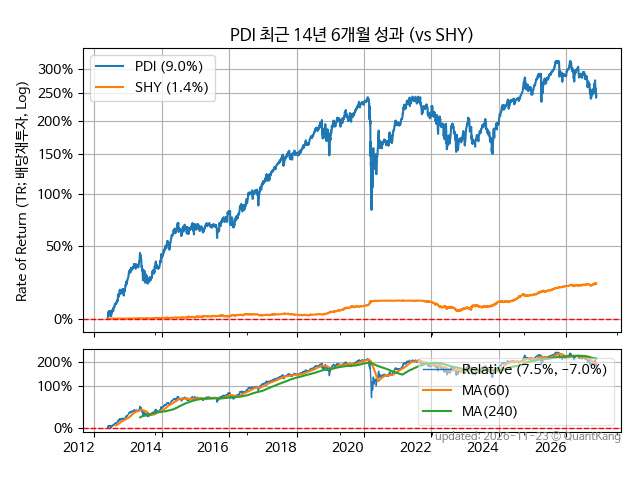 PDI 최근 14년 6개월 성과 (vs SHY)
Rate of Return (TR: 배당재투자, Log)
300%
250%
200%
150%
100%
50%
0%
PDI (9.0%)
SHY (1.4%)
200%
100%
0%
Relative (7.5%, -7.0%)
MA(60)
MA(240)
2012 2014 2016 2018 2020 2022 2024 2026
updated: 2026-11-23 © QuantKang